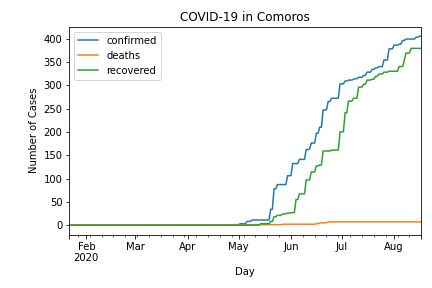 COVID-19 in Comoros
confirmed
deaths
recovered
Number of Cases
400
350
300
250
200
150
100
50
0
Feb Mar Apr May Jun Jul Aug
2020
Day